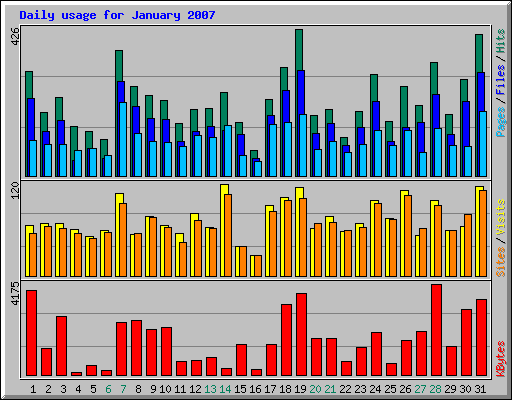 Daily usage for January 2007
426
Pages / Files / Hits
120
Sites / Visits
4175
KBytes
1 2 3 4 5 6 7 8 9 10 11 12 13 14 15 16 17 18 19 20 21 22 23 24 25 26 27 28 29 30 31